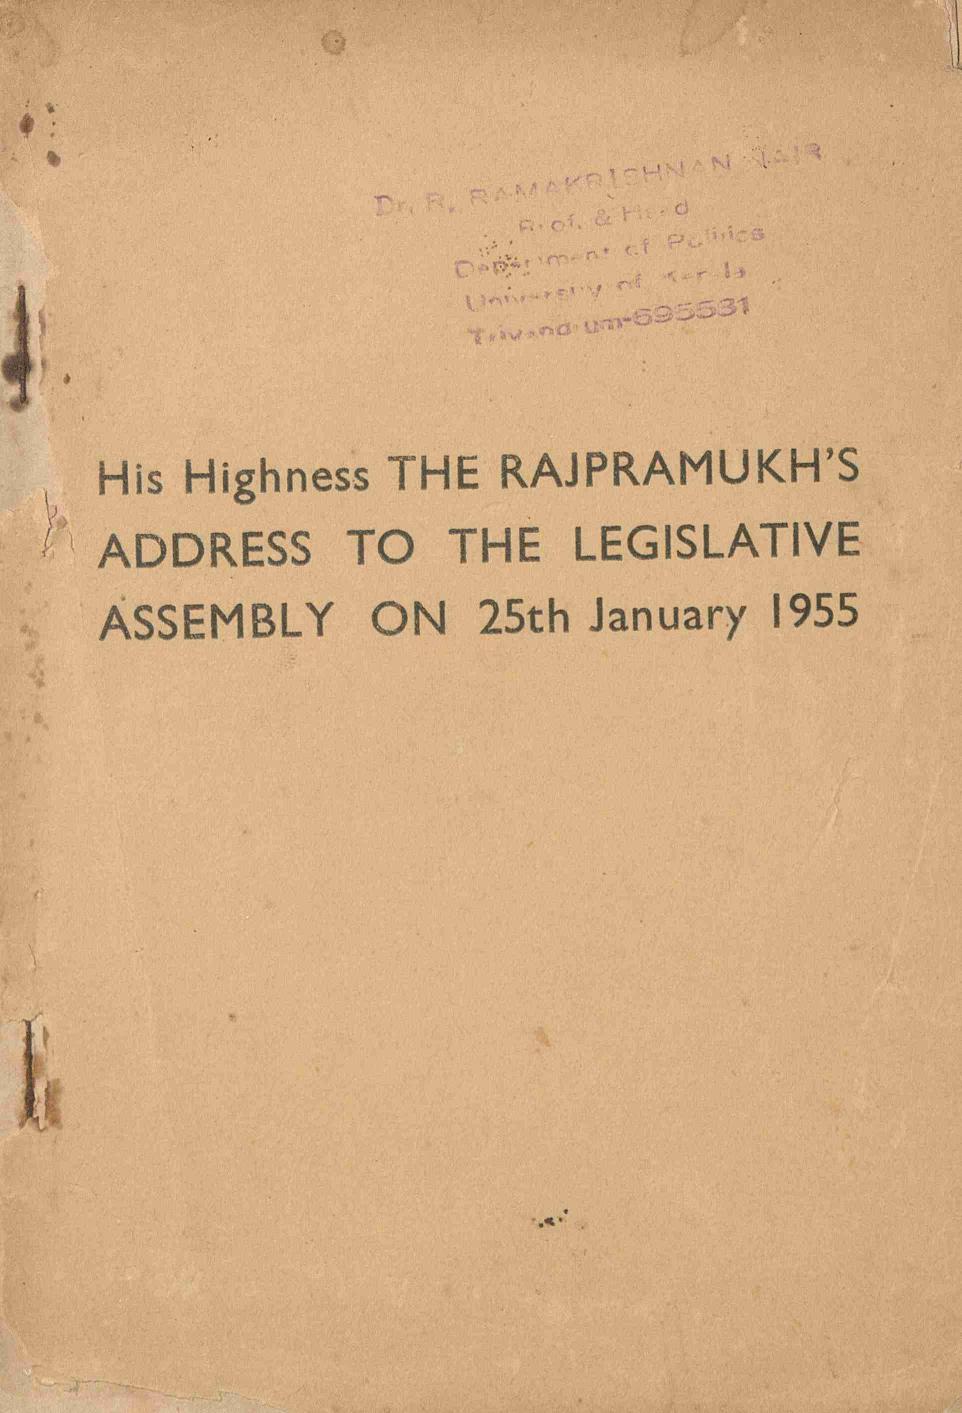 Dr. R. RAMAKRISHNAN NAIR
Prof. & Head
Department of Politics
University of Kerala
Trivandrum-695581
His Highness THE RAJPRAMUKH'S
ADDRESS TO THE LEGISLATIVE
ASSEMBLY ON 25th January 1955